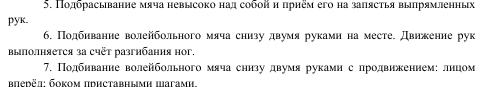 5. Подбрасывание мяча невысоко над собой и приём его на запястья выпрямленных
рук.
6. Подбивание волейбольного мяча снизу двумя руками на месте. Движение рук
выполняется за счёт разгибания ног.
7. Подбивание волейбольного мяча снизу двумя руками с продвижением: лицом
вперёд; боком приставными шагами.